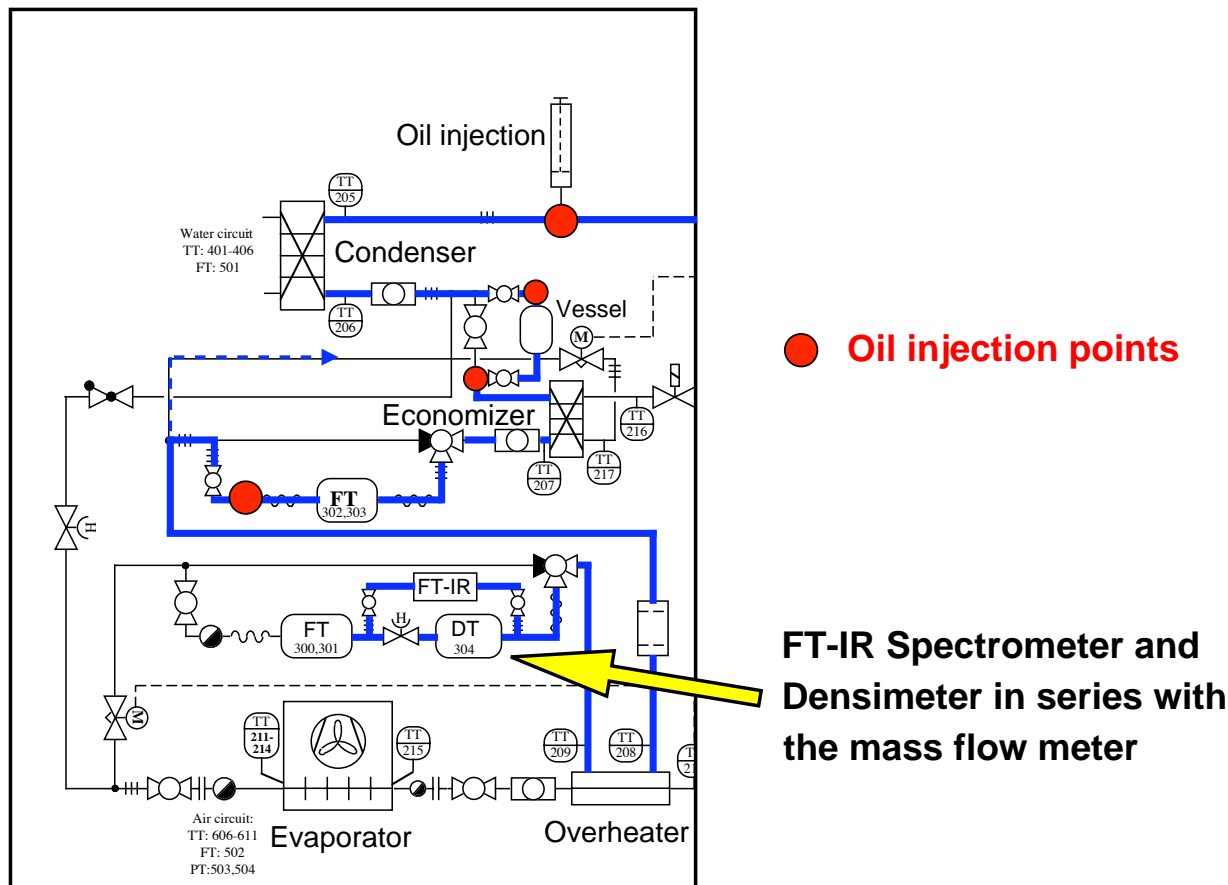 Oil injection
TT
205
Water circuit
TT: 401-406
FT: 501
Condenser
TT
206
Vessel
M
Oil injection points
Economizer
TT
216
TT
217
TT
207
FT
302,303
H
FT-IR
H
FT
300,301
DT
304
FT-IR Spectrometer and
Densimeter in series with
the mass flow meter
M
TT
211-
214
TT
215
TT
209
TT
208
Air circuit:
TT: 606-611
FT: 502
PT:503,504
Evaporator
Overheater